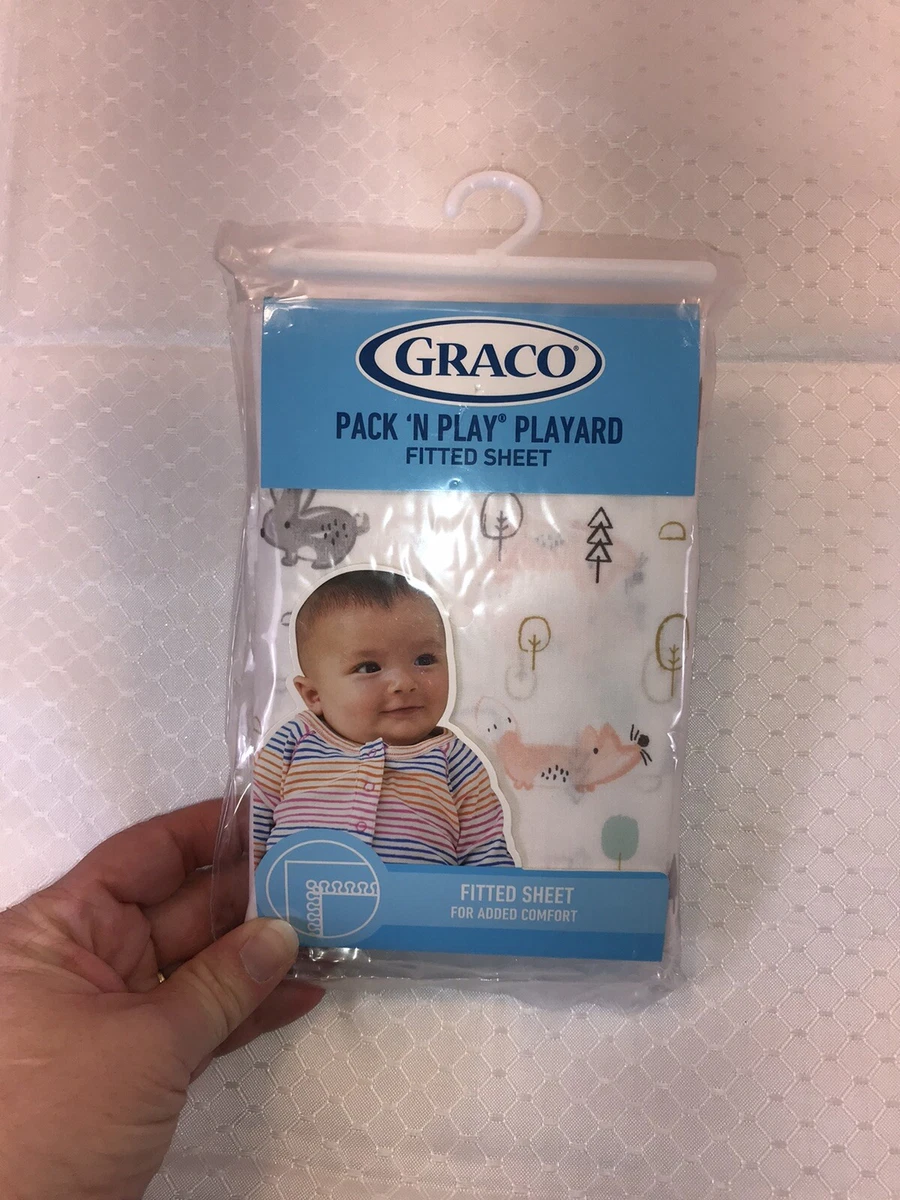 GRACO®
PACK 'N PLAY® PLAYARD
FITTED SHEET
FITTED SHEET
FOR ADDED COMFORT